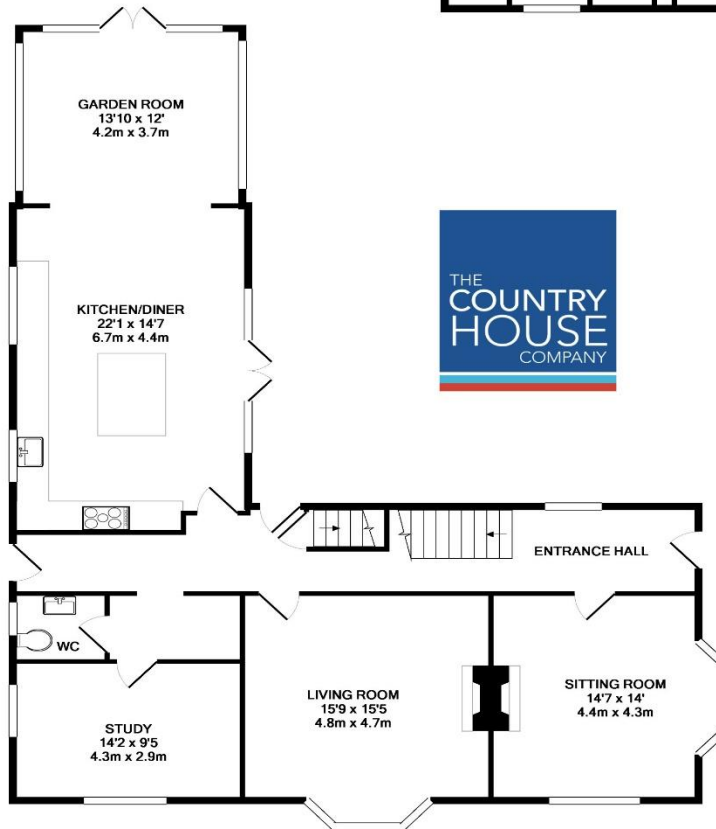 GARDEN ROOM
13'10 x 12'
4.2m x 3.7m
THE
COUNTRY
HOUSE
COMPANY
KITCHEN/DINER
22'1 x 14'7
6.7m x 4.4m
ENTRANCE HALL
WC
LIVING ROOM
15'9 x 15'5
4.8m x 4.7m
SITTING ROOM
14'7 x 14'
4.4m x 4.3m
STUDY
14'2 x 9'5
4.3m x 2.9m